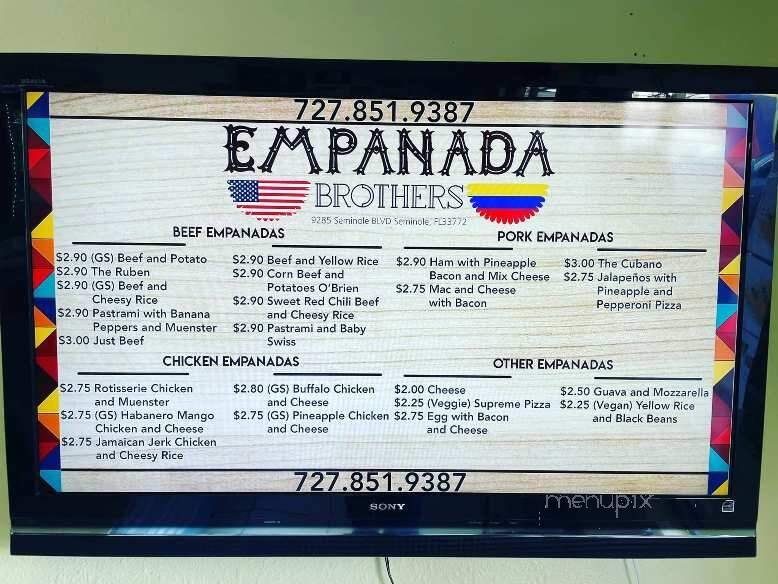 727.851.9387
EMPANADA
BROTHERS
9285 Seminole BLVD Seminole, FL33772
BEEF EMPANADAS
$2.90 (GS) Beef and Potato
$2.90 The Ruben
$2.90 (GS) Beef and
Cheesy Rice
$2.90 Pastrami with Banana
Peppers and Muenster
$3.00 Just Beef
$2.90 Beef and Yellow Rice
$2.90 Corn Beef and
Potatoes O'Brien
$2.90 Sweet Red Chili Beef
and Cheesy Rice
$2.90 Pastrami and Baby
Swiss
PORK EMPANADAS
$2.90 Ham with Pineapple
Bacon and Mix Cheese
$2.75 Mac and Cheese
with Bacon
$3.00 The Cubano
$2.75 Jalapeños with
Pineapple and
Pepperoni Pizza
CHICKEN EMPANADAS
$2.75 Rotisserie Chicken
and Muenster
$2.75 (GS) Habanero Mango
Chicken and Cheese
$2.75 Jamaican Jerk Chicken
and Cheesy Rice
$2.80 (GS) Buffalo Chicken
and Cheese
$2.75 (GS) Pineapple Chicken
and Cheese
OTHER EMPANADAS
$2.00 Cheese
$2.25 (Veggie) Supreme Pizza
$2.75 Egg with Bacon
and Cheese
$2.50 Guava and Mozzarella
$2.25 (Vegan) Yellow Rice
and Black Beans
727.851.9387
menupix
SONY